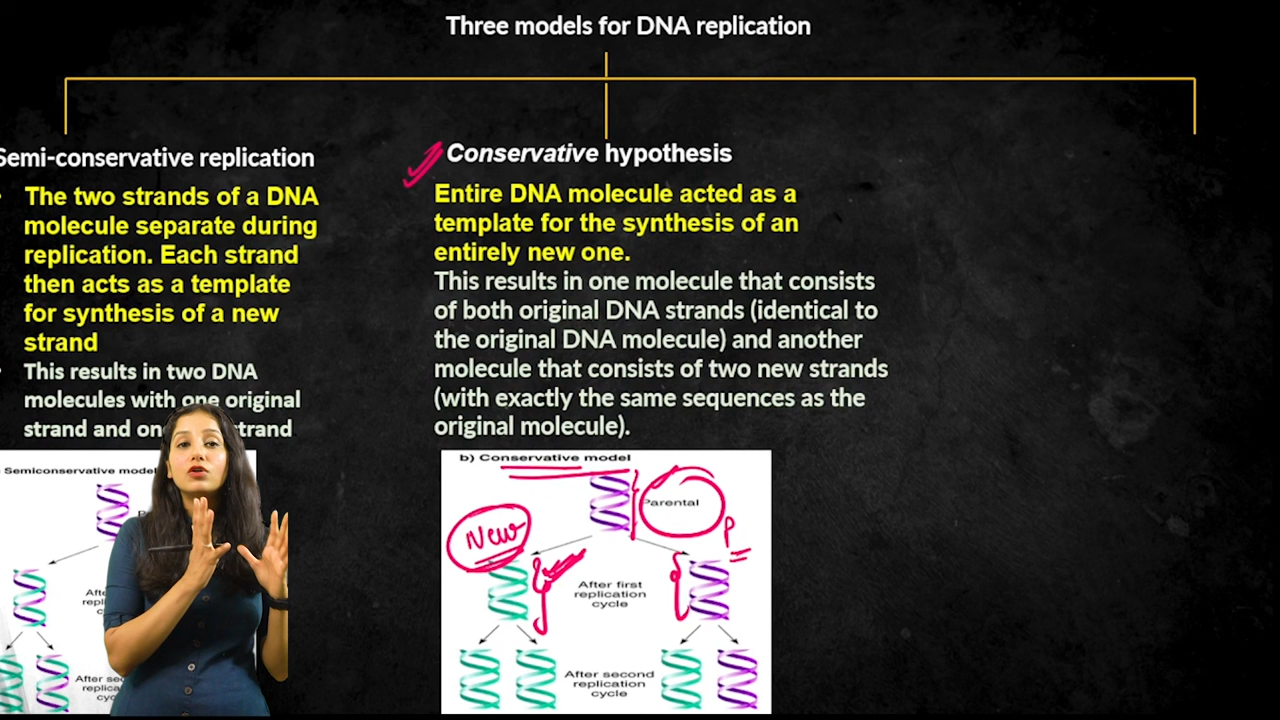 Three models for DNA replication
Semi-conservative replication
The two strands of a DNA
molecule separate during
replication. Each strand
then acts as a template
for synthesis of a new
strand
This results in two DNA
molecules with one original
strand and on strand
Semiconservative model
After
repli
After sec
replica
cyc
Conservative hypothesis
Entire DNA molecule acted as a
template for the synthesis of an
entirely new one.
This results in one molecule that consists
of both original DNA strands (identical to
the original DNA molecule) and another
molecule that consists of two new strands
(with exactly the same sequences as the
original molecule).
b) Conservative model
Parental
New
P
After first
replication
cycle
After second
replication
cycle